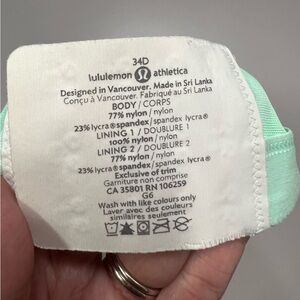 34D
lululemon athletica
Designed in Vancouver. Made in Sri Lanka
Conçu a Vancouver. Fabriqué au Sri Lanka
BODY / CORPS
77% nylon / nylon
23% lycra®spandex / spandex lycra®
LINING 1 / DOUBLURE 1
100% nylon / nylon
LINING 2 / DOUBLURE 2
77% nylon / nylon
23% lycra®spandex / spandex lycra®
Exclusive of trim
Garniture non comprise
CA 35801 RN 106259
G6
Wash with like colours only
Laver avec des couleurs
similaires seulement